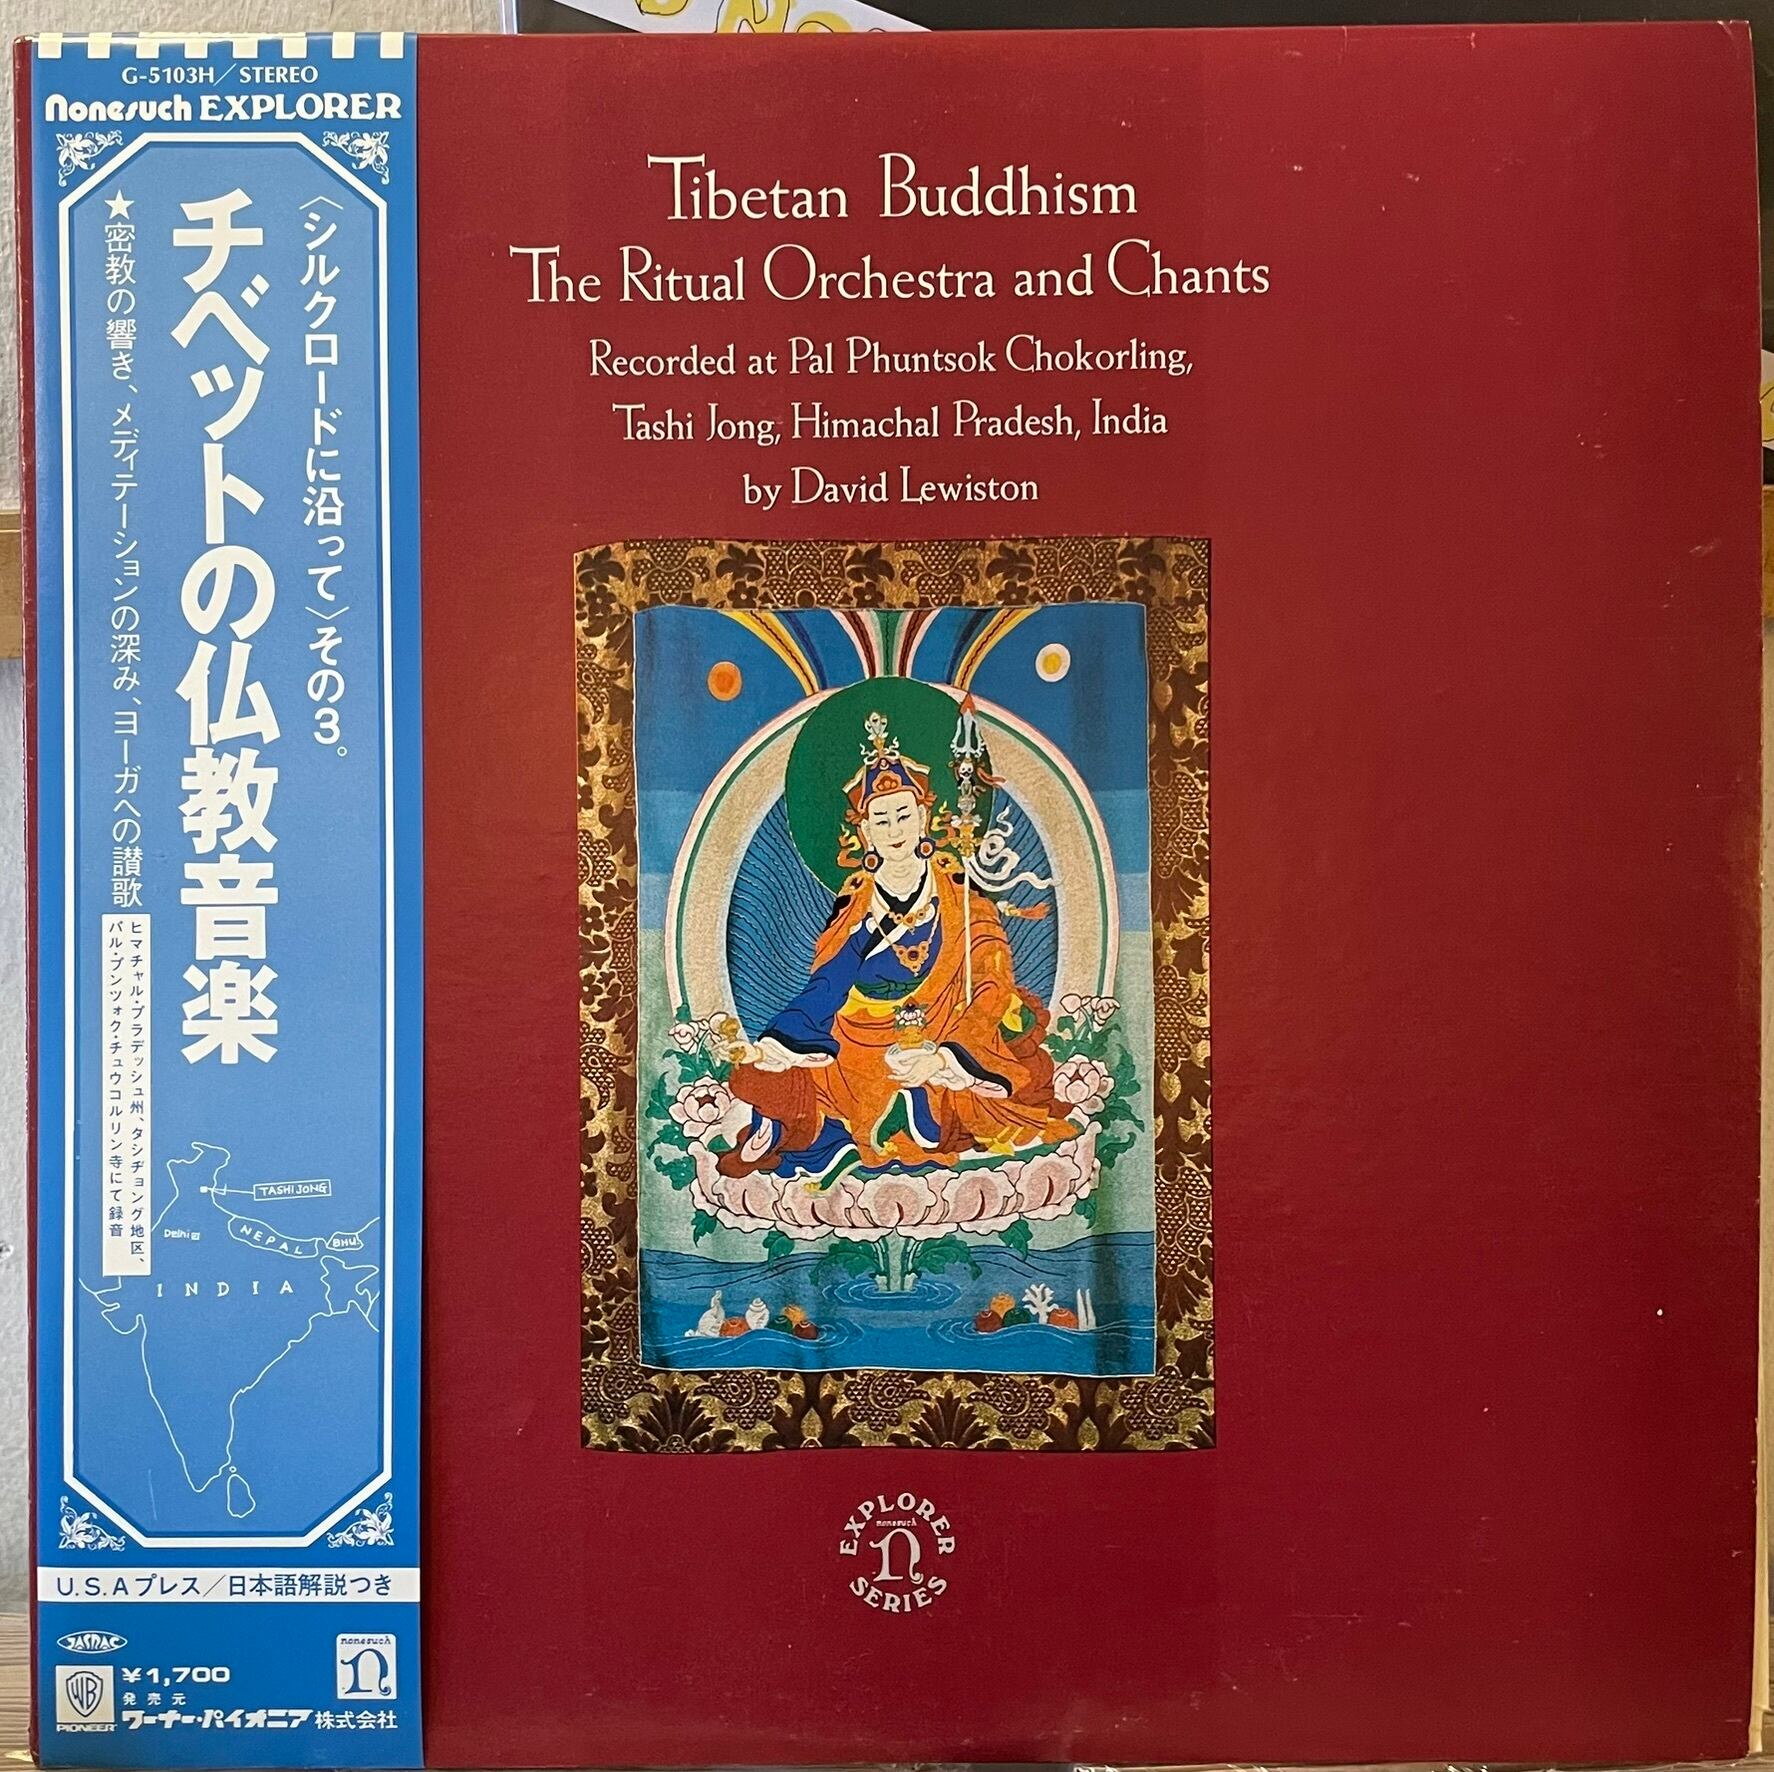 G-5103H/STEREO
nonesuch EXPLORER
〈シルクロードに沿って〉その3。
チベットの仏教音楽
★密教の響き、メディテーションの深み、ヨーガへの讃歌
ヒマチャル・プラデッシュ州、タシヂョング地区、
パル・プンツォク・チュウコルリン寺にて録音
TASHI JONG
Delhi
NEPAL
BHU.
INDIA
U.S.Aプレス/日本語解説つき
JASRAC
nonesuch
n
WB
PIONEER
¥1,700
発売元
ワーナー・パイオニア株式会社
Tibetan Buddhism
The Ritual Orchestra and Chants
Recorded at Pal Phuntsok Chokorling,
Tashi Jong, Himachal Pradesh, India
by David Lewiston
EXPLORER
nonesuch
n
SERIES